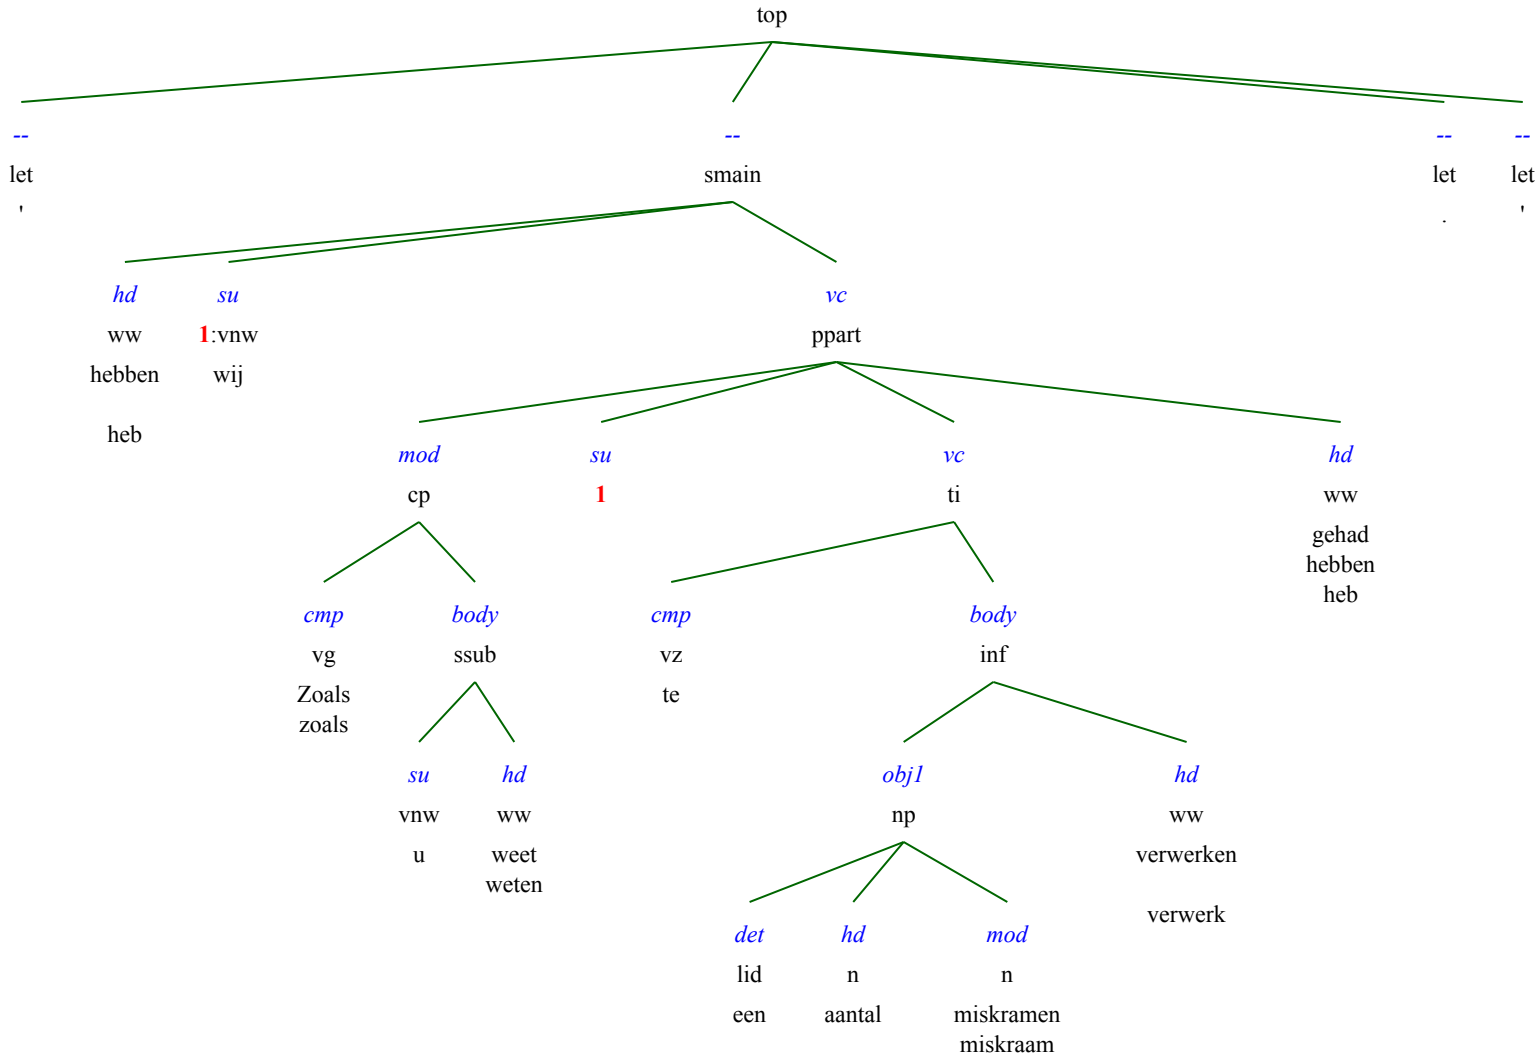 top
-- -- -- --
let smain let let
' . '
hd su vc
ww 1:vnw ppart
hebben wij
heb
mod su vc hd
cp 1 ti ww
gehad
hebben
heb
cmp body cmp body
vg ssub vz inf
Zoals te
zoals
su hd obj1 hd
vnw ww np ww
u weet verwerken
weten
verwerk
det hd mod
lid n n
een aantal miskramen
miskraam